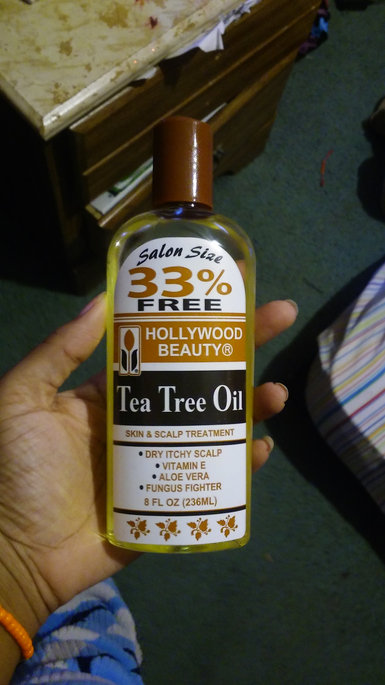 Salon Size
33%
FREE
HOLLYWOOD
BEAUTY®
Tea Tree Oil
SKIN & SCALP TREATMENT
• DRY ITCHY SCALP
• VITAMIN E
• ALOE VERA
• FUNGUS FIGHTER
8 FL OZ (236ML)